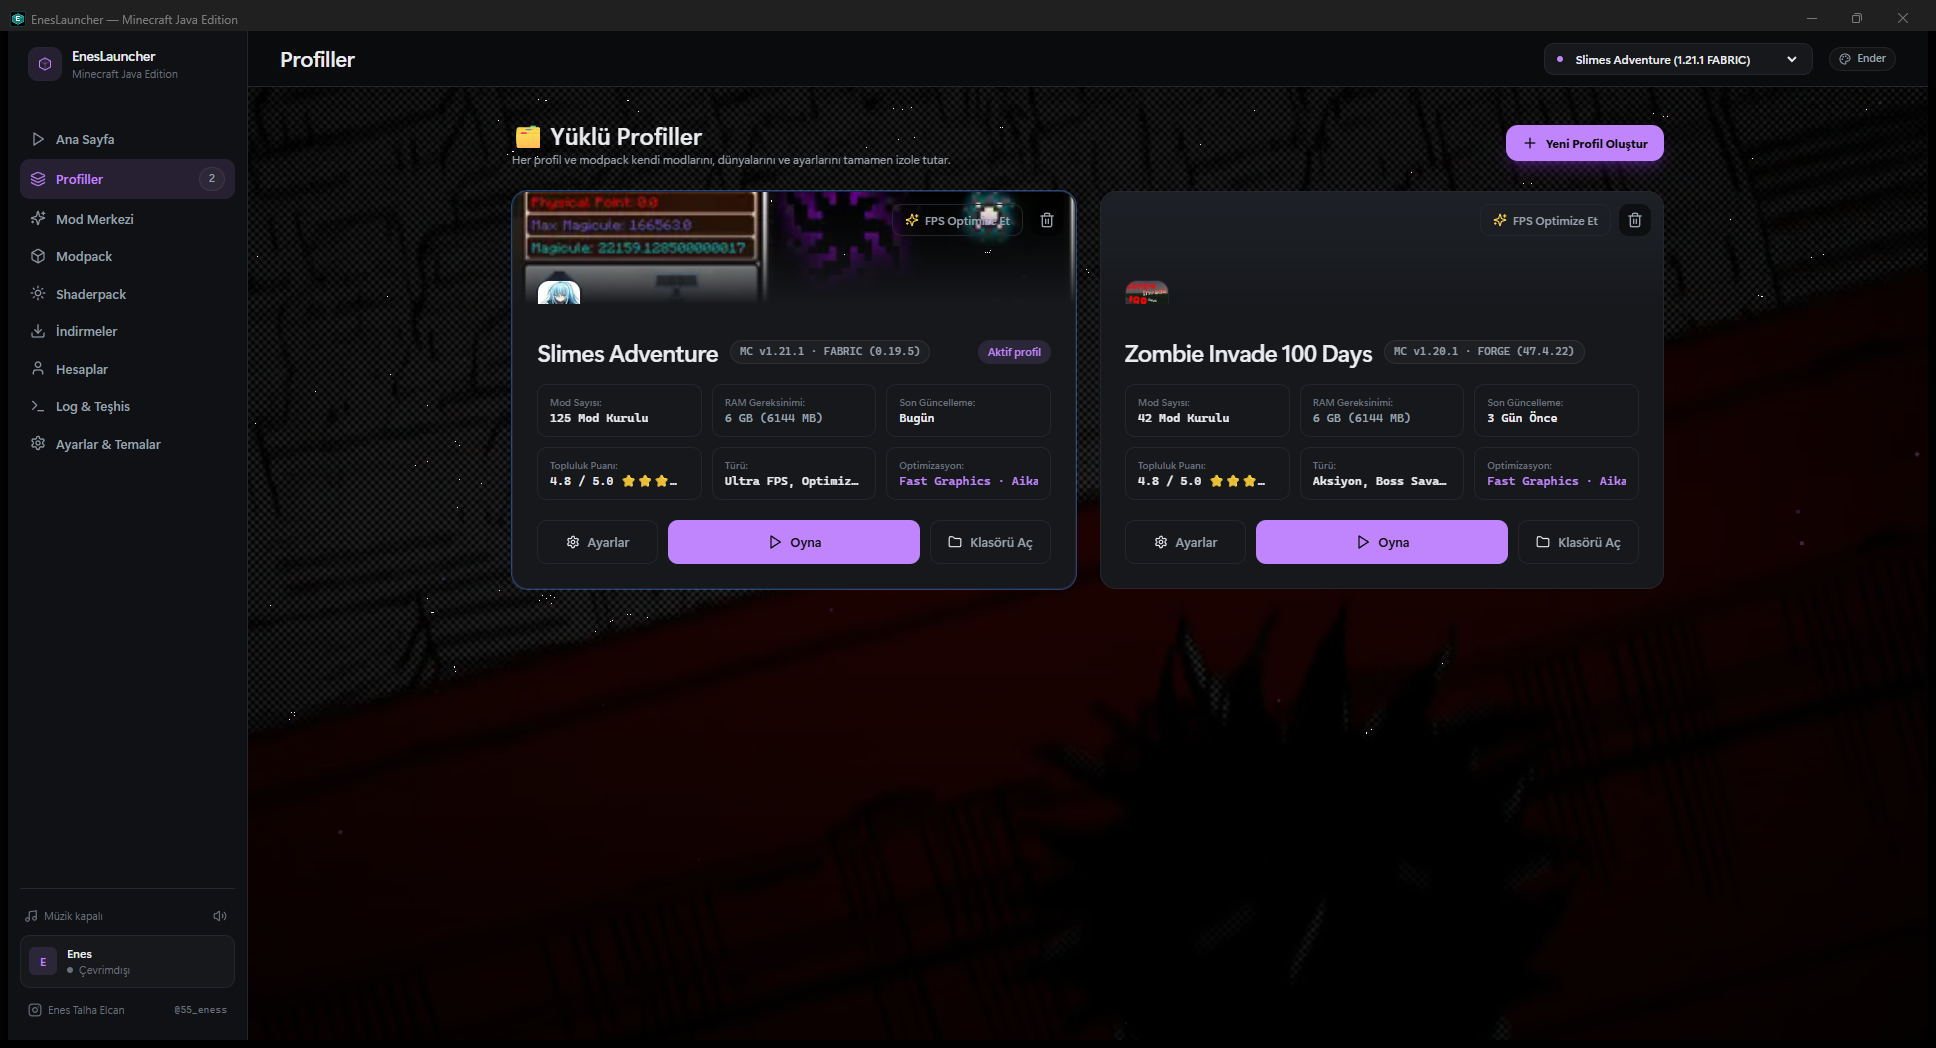 EnesLauncher — Minecraft Java Edition
EnesLauncher
Minecraft Java Edition
Profiller
Slimes Adventure (1.21.1 FABRIC)
Ender
Ana Sayfa
Profiller
2
Mod Merkezi
Modpack
Shaderpack
İndirmeler
Hesaplar
Log & Teşhis
Ayarlar & Temalar
Müzik kapalı
E
Enes
Çevrimdışı
Enes Talha Elcan
@55_eness
Yüklü Profiller
Her profil ve modpack kendi modlarını, dünyalarını ve ayarlarını tamamen izole tutar.
Yeni Profil Oluştur
Physical Point: 0.0
Max Magicule: 166563.0
Magicule: 22159.128500000017
FPS Optimize Et
Slimes Adventure
MC v1.21.1 · FABRIC (0.19.5)
Aktif profil
Mod Sayısı:
125 Mod Kurulu
RAM Gereksinimi:
6 GB (6144 MB)
Son Güncelleme:
Bugün
Topluluk Puanı:
4.8 / 5.0 ⭐⭐⭐…
Türü:
Ultra FPS, Optimiz…
Optimizasyon:
Fast Graphics · Aika
Ayarlar
Oyna
Klasörü Aç
FPS Optimize Et
Zombie Invade 100 Days
MC v1.20.1 · FORGE (47.4.22)
Mod Sayısı:
42 Mod Kurulu
RAM Gereksinimi:
6 GB (6144 MB)
Son Güncelleme:
3 Gün Önce
Topluluk Puanı:
4.8 / 5.0 ⭐⭐⭐…
Türü:
Aksiyon, Boss Sava…
Optimizasyon:
Fast Graphics · Aika
Ayarlar
Oyna
Klasörü Aç